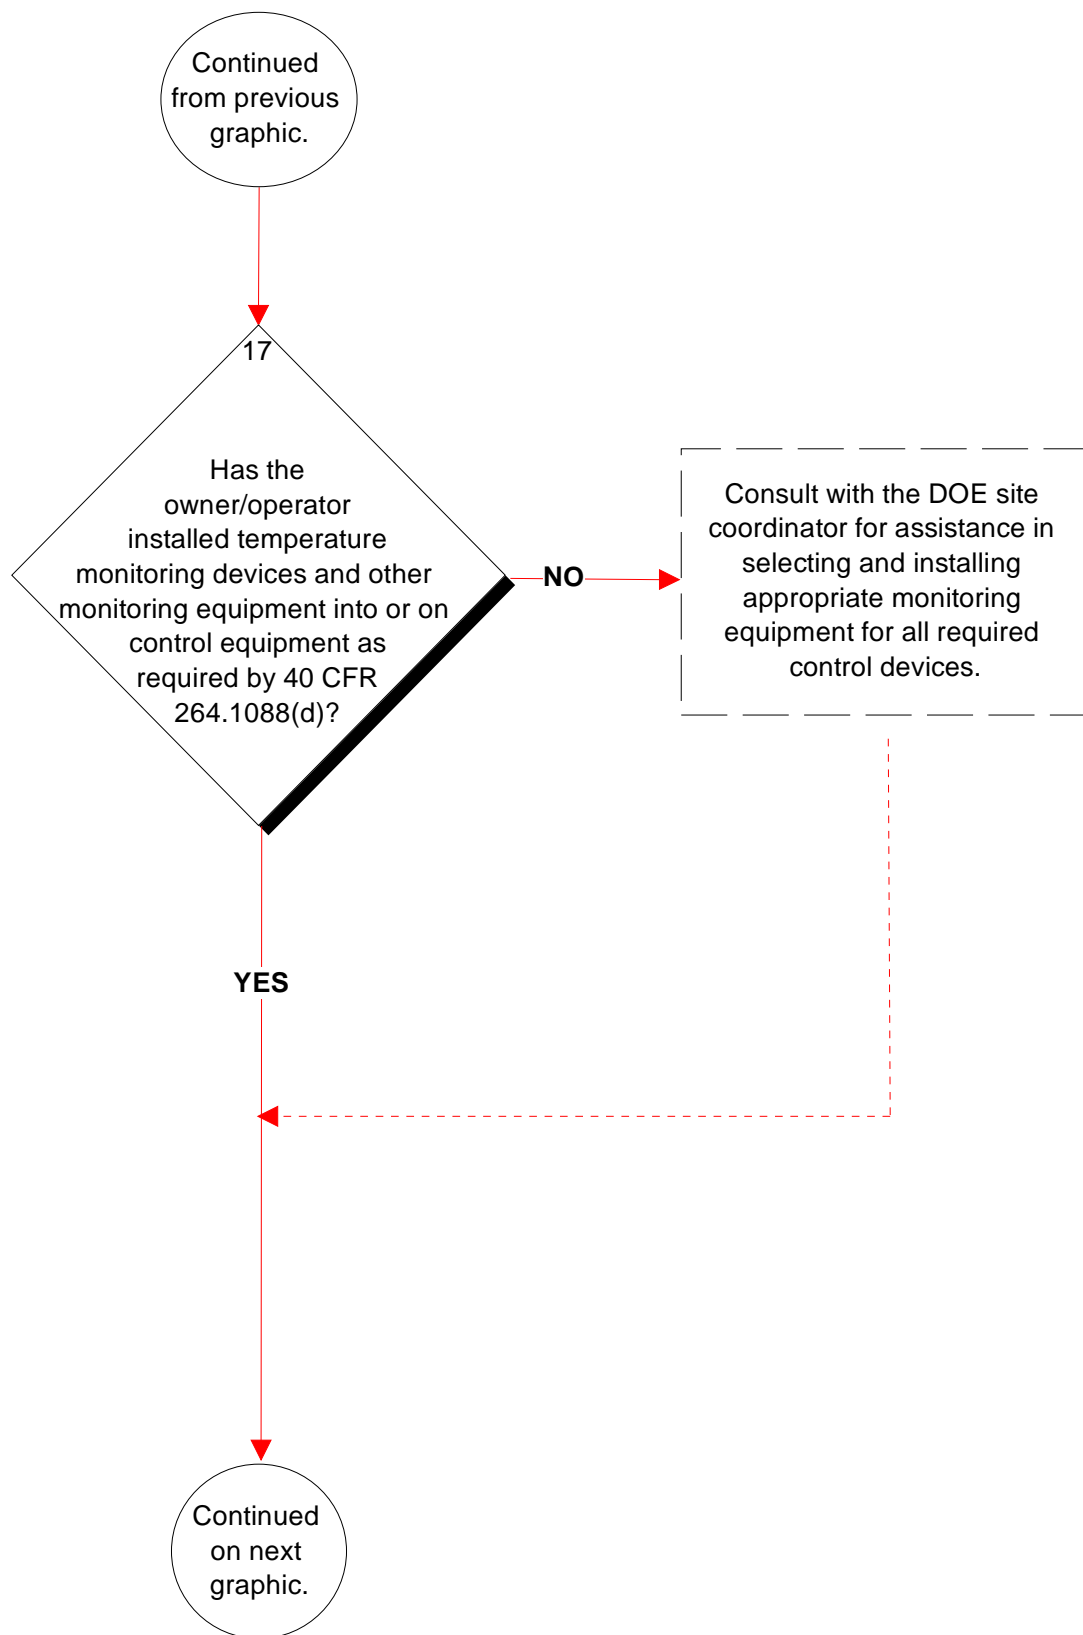 Continued
from previous
graphic.
17
Has the
owner/operator
installed temperature
monitoring devices and other
monitoring equipment into or on
control equipment as
required by 40 CFR
264.1088(d)?
NO
Consult with the DOE site
coordinator for assistance in
selecting and installing
appropriate monitoring
equipment for all required
control devices.
YES
Continued
on next
graphic.